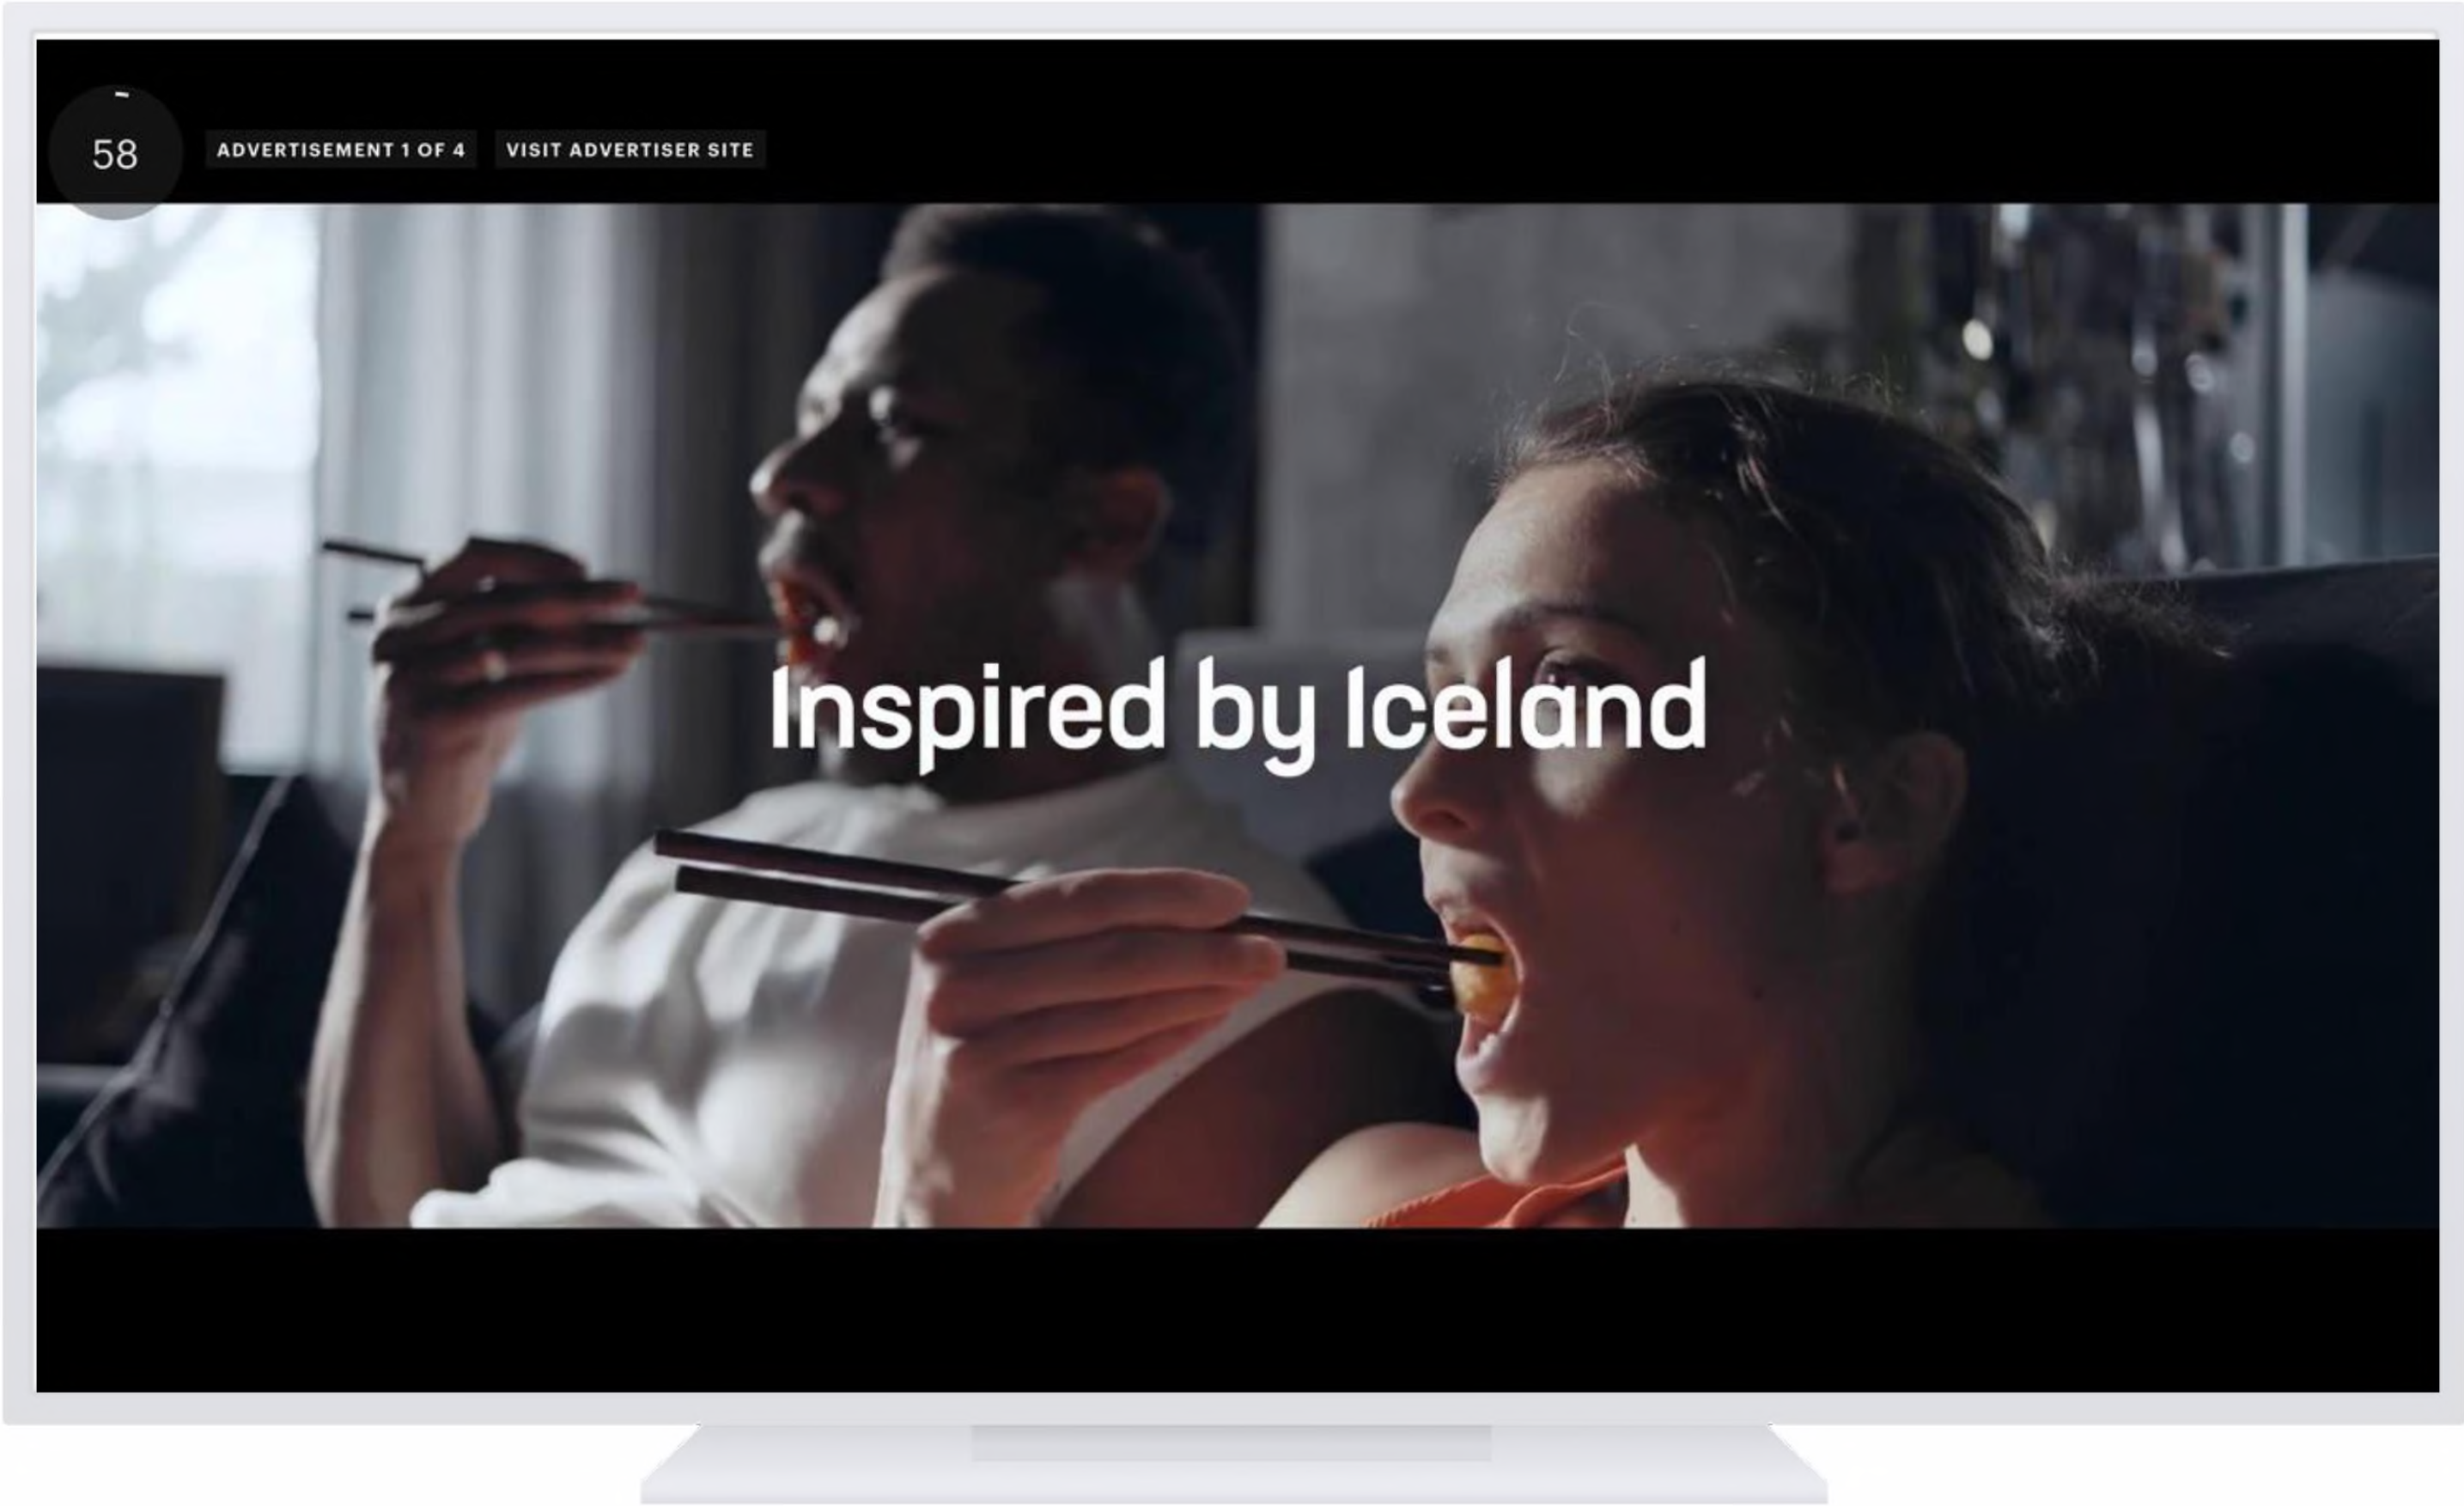 58
ADVERTISEMENT 1 OF 4
VISIT ADVERTISER SITE
Inspired by Iceland